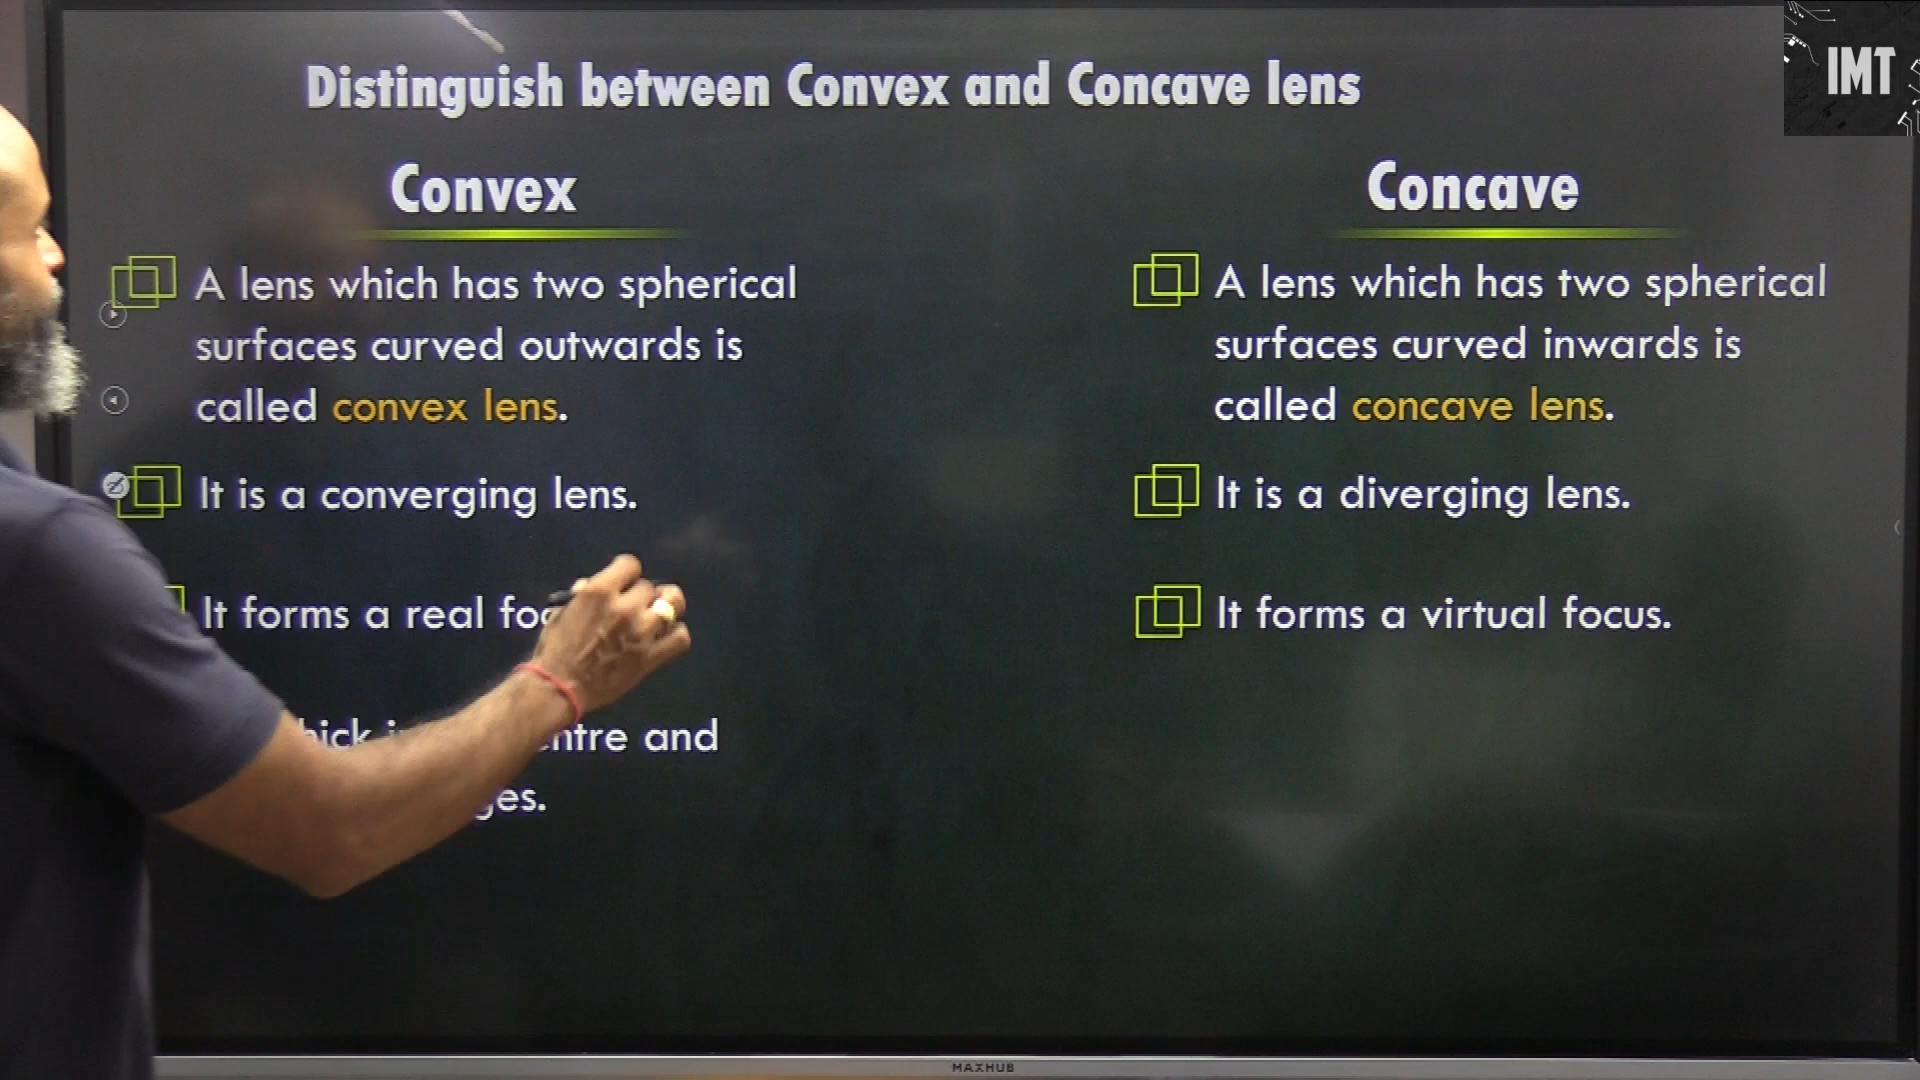 Distinguish between Convex and Concave lens
IMT
Convex
A lens which has two spherical
surfaces curved outwards is
called convex lens.
It is a converging lens.
It forms a real
and
Concave
A lens which has two spherical
surfaces curved inwards is
called concave lens.
It is a diverging lens.
It forms a virtual focus.
MAXHUB